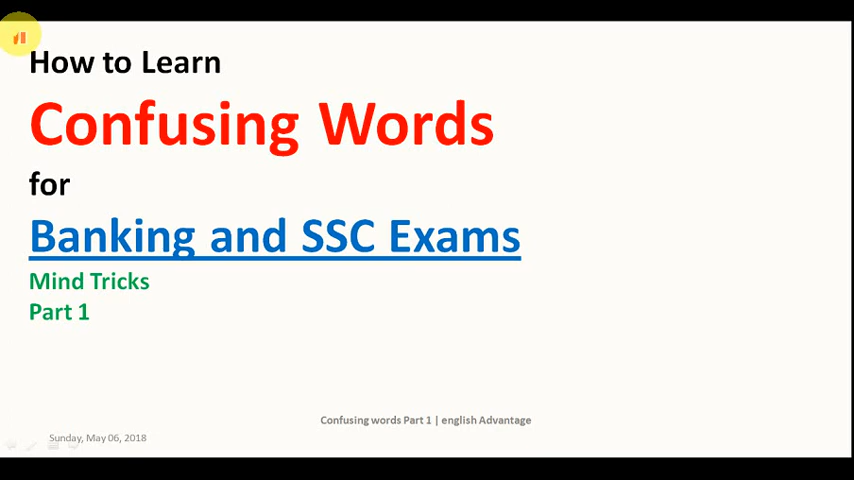 How to Learn
Confusing Words
for
Banking and SSC Exams
Mind Tricks
Part 1
Confusing words Part 1 | english Advantage
Sunday, May 06, 2018